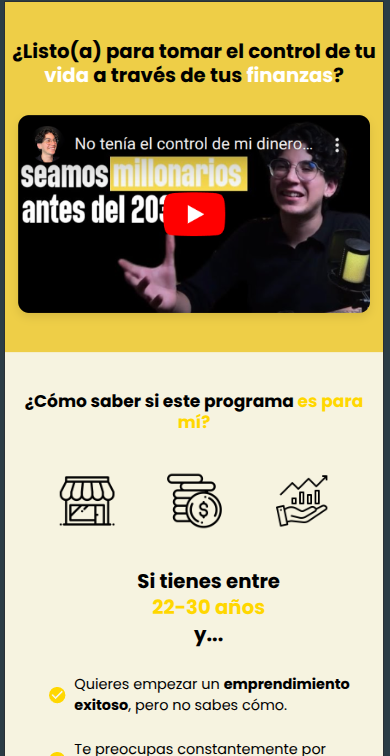 ¿Listo(a) para tomar el control de tu
vida a través de tus finanzas?
No tenía el control de mi dinero...
seamos millonarios
antes del 203
¿Cómo saber si este programa es para
mí?
$
Si tienes entre
22-30 años
y...
Quieres empezar un emprendimiento
exitoso, pero no sabes cómo.
Te preocupas constantemente por